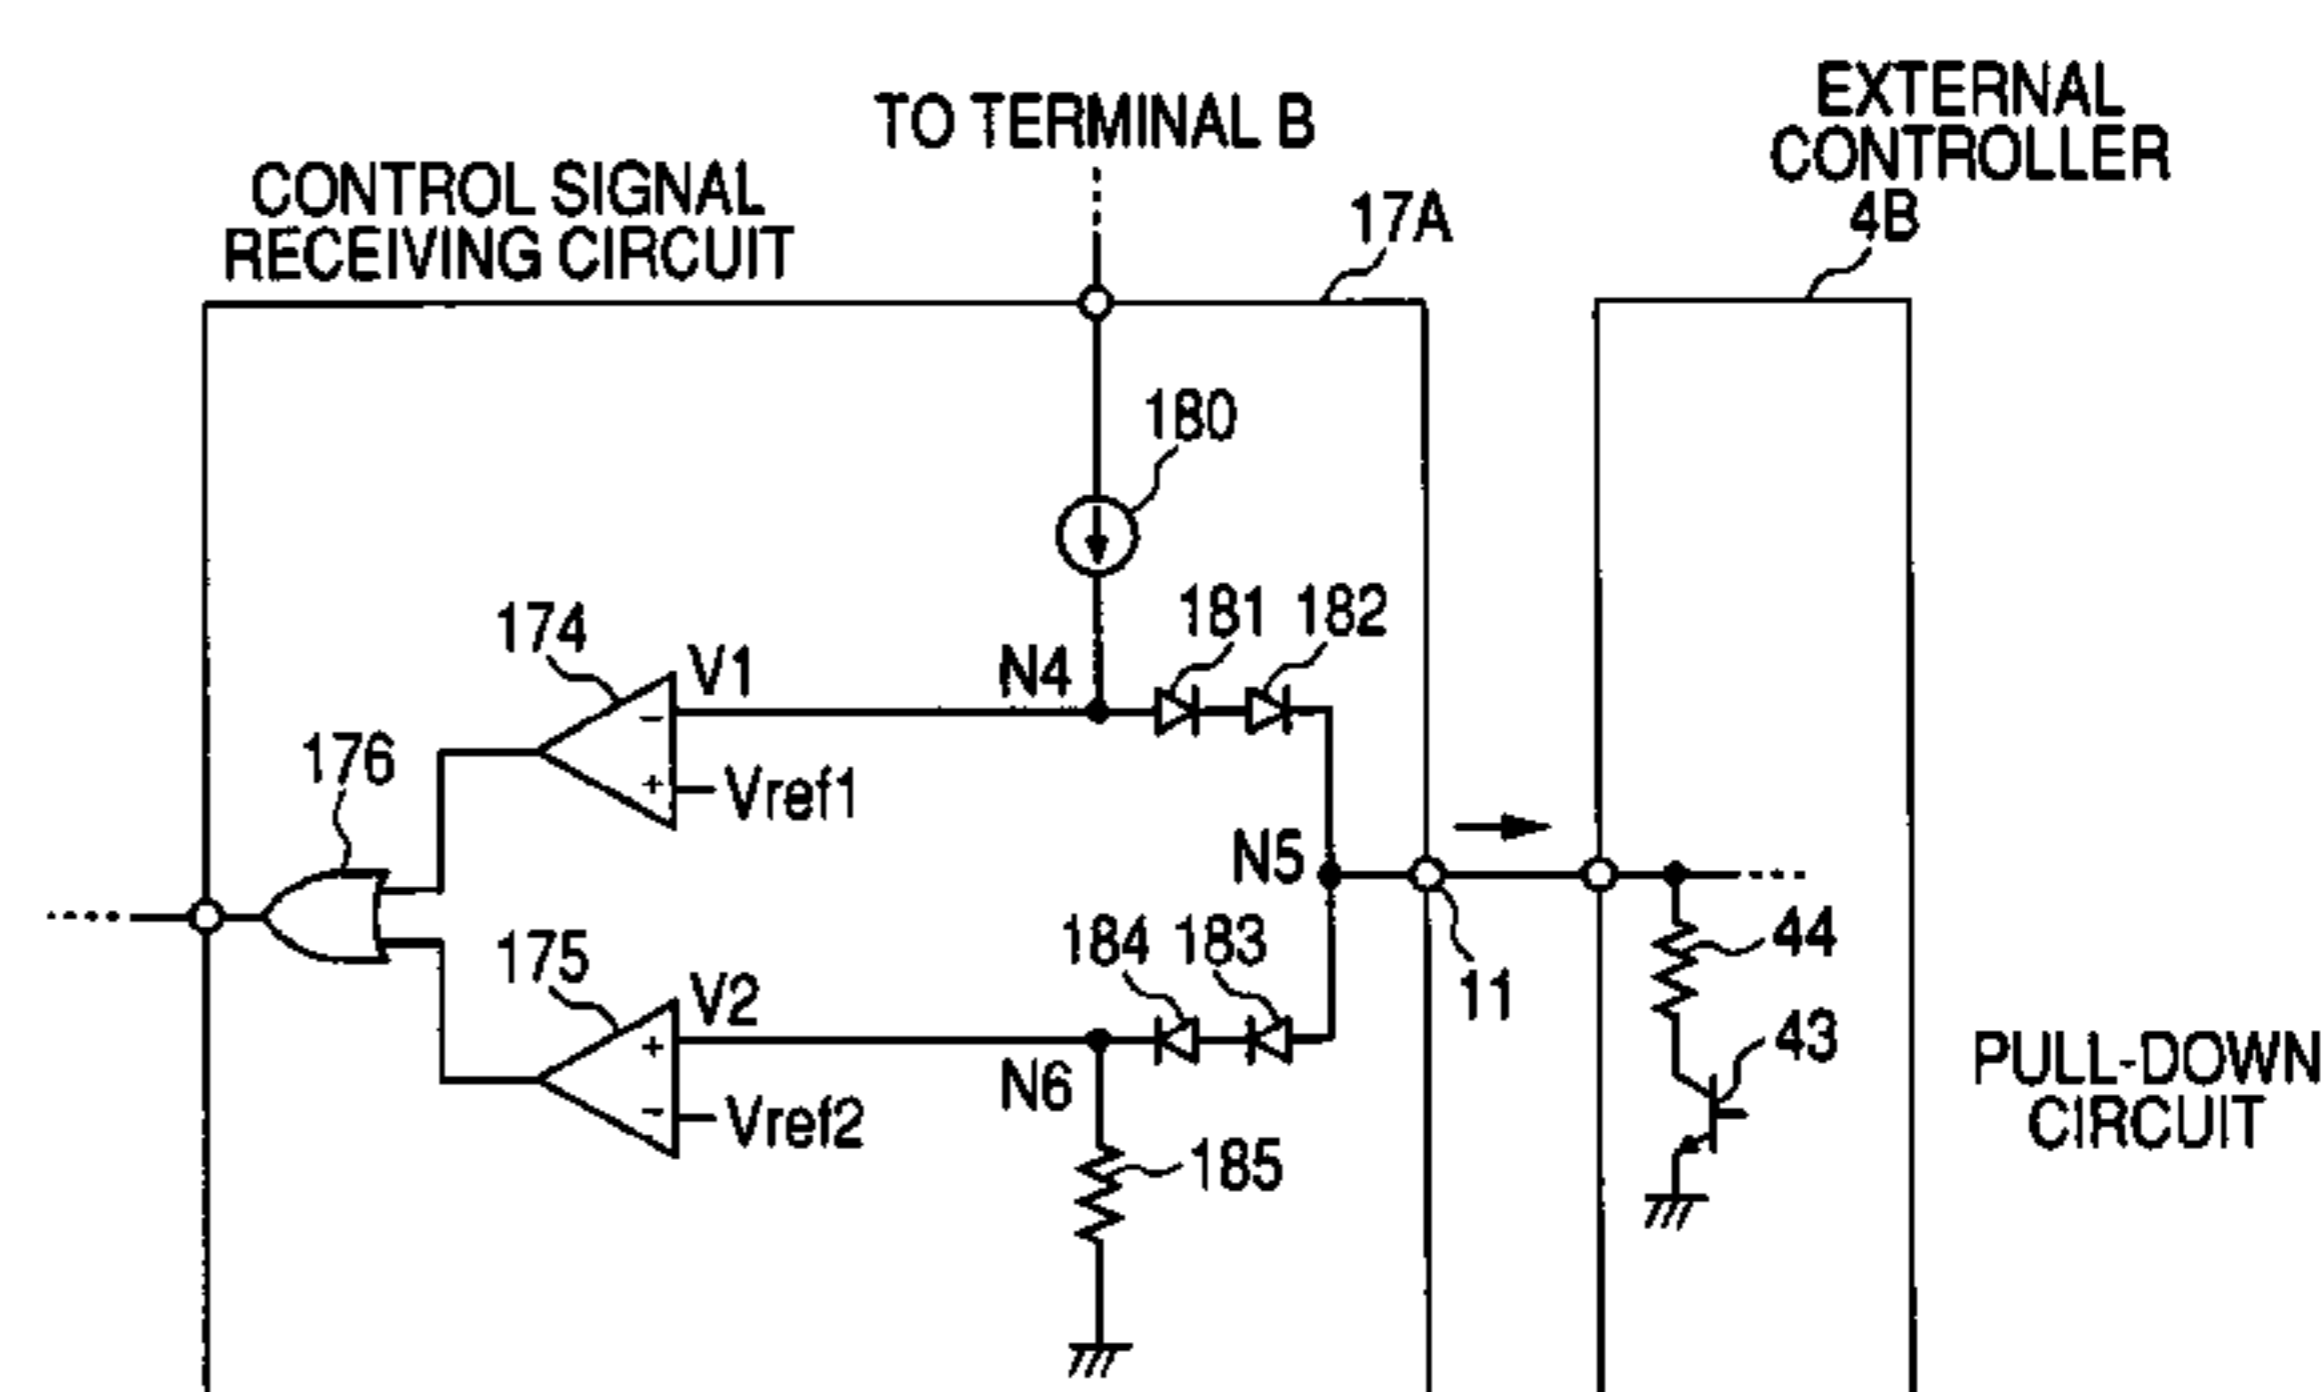 EXTERNAL
CONTROLLER
4B
TO TERMINAL B
CONTROL SIGNAL
RECEIVING CIRCUIT
17A
180
174
V1
N4
181 182
176
−
+
Vref1
N5
11
44
175
V2
184 183
+
−
Vref2
N6
185
43
PULL-DOWN
CIRCUIT